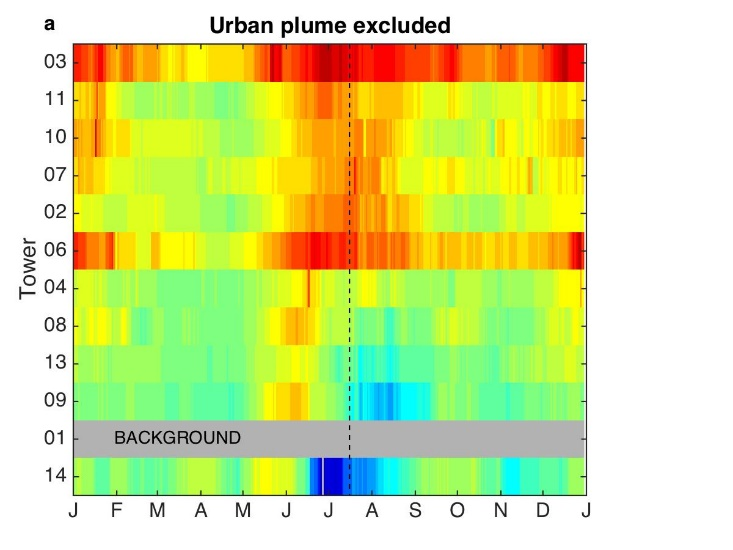 a
Urban plume excluded
Tower
03
11
10
07
02
06
04
08
13
09
01
BACKGROUND
14
J F M A M J J A S O N D J